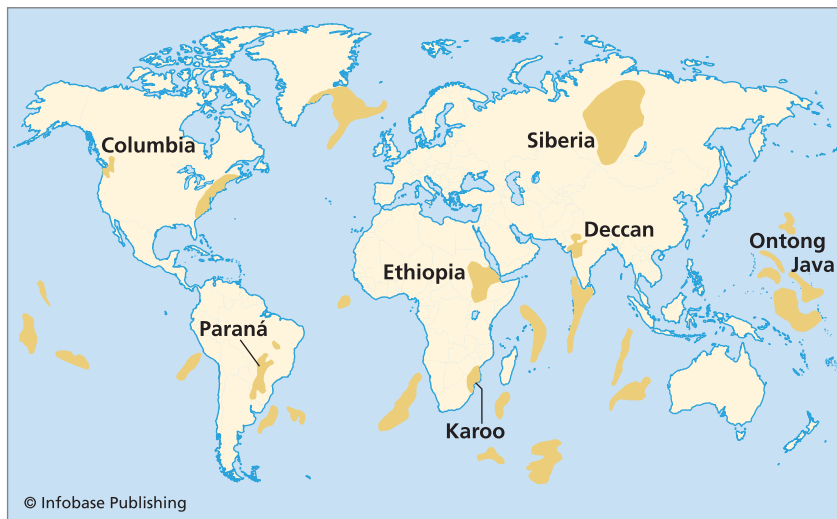 Columbia
Siberia
Deccan
Ontong
Java
Ethiopia
Paraná
Karoo
© Infobase Publishing